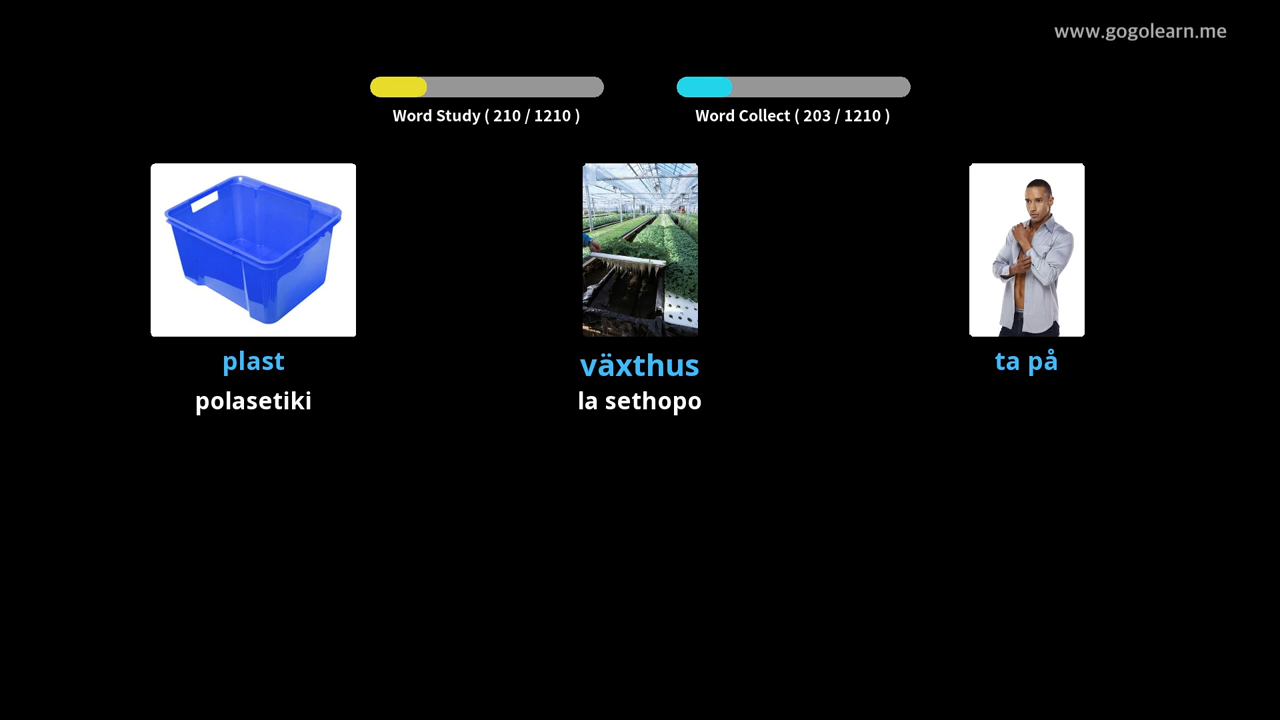 www.gogolearn.me
Word Study ( 210 / 1210 )
Word Collect ( 203 / 1210 )
plast
växthus
ta på
polasetiki
la sethopo